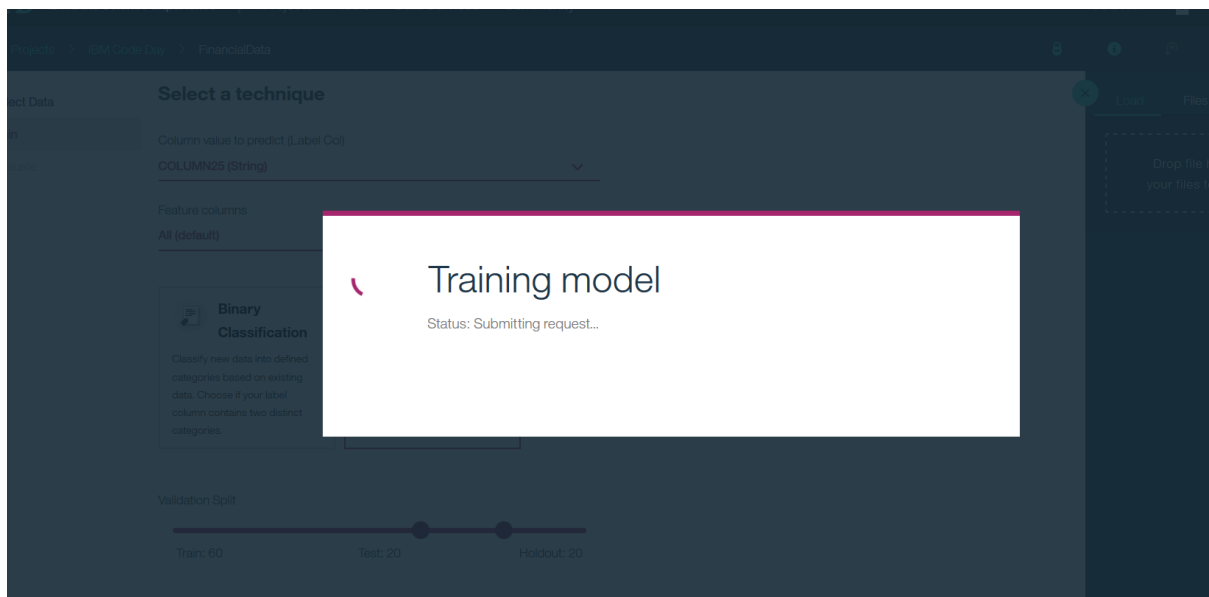 Projects > IBM Code Day > FinancialData
Select a technique
Load
Files
Column value to predict (Label Col)
COLUMN25 (String)
Drop file
your files
Feature columns
All (default)
Training model
Status: Submitting request...
Binary
Classification
Classify new data into defined
categories based on existing
data. Choose if your label
column contains two distinct
categories.
Validation Split
Train: 60
Test: 20
Holdout: 20